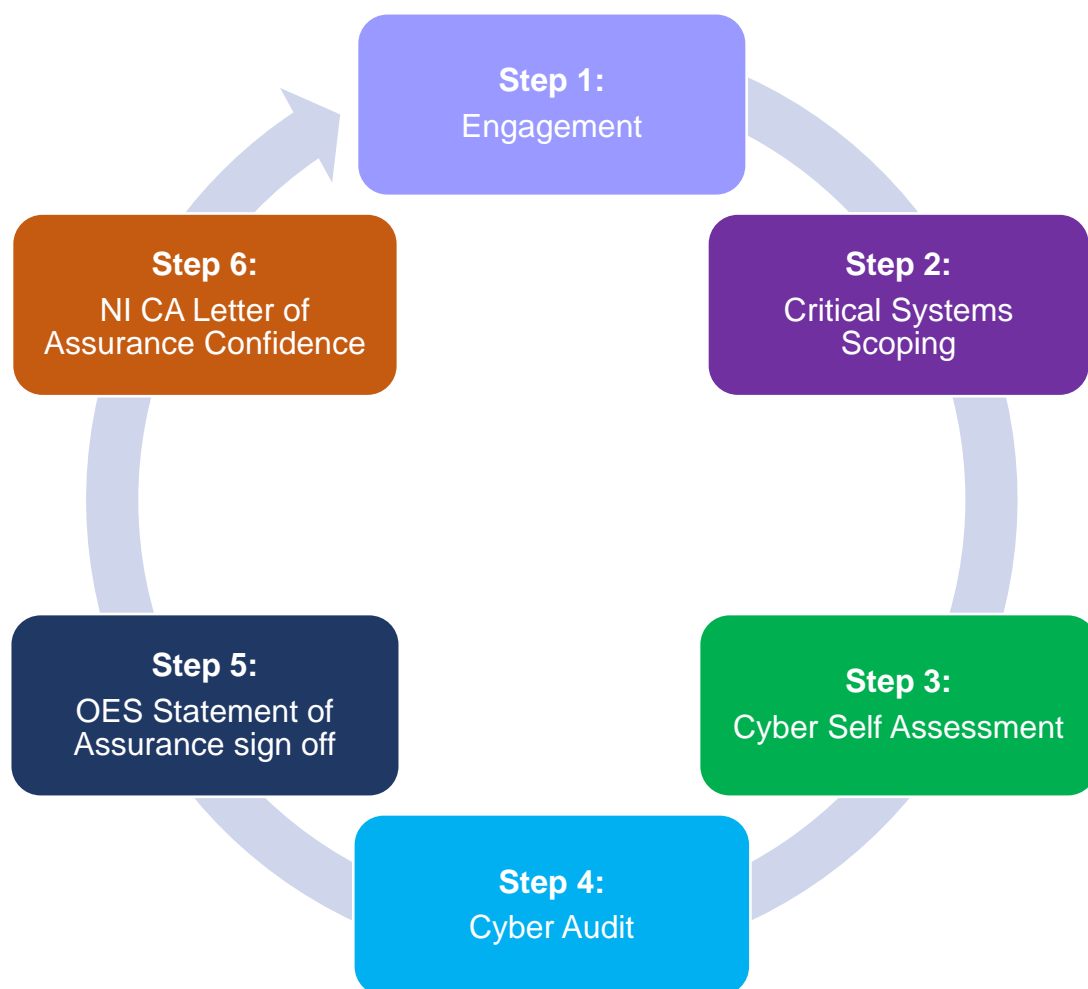 Step 1:
Engagement
Step 2:
Critical Systems
Scoping
Step 3:
Cyber Self Assessment
Step 4:
Cyber Audit
Step 5:
OES Statement of
Assurance sign off
Step 6:
NI CA Letter of
Assurance Confidence